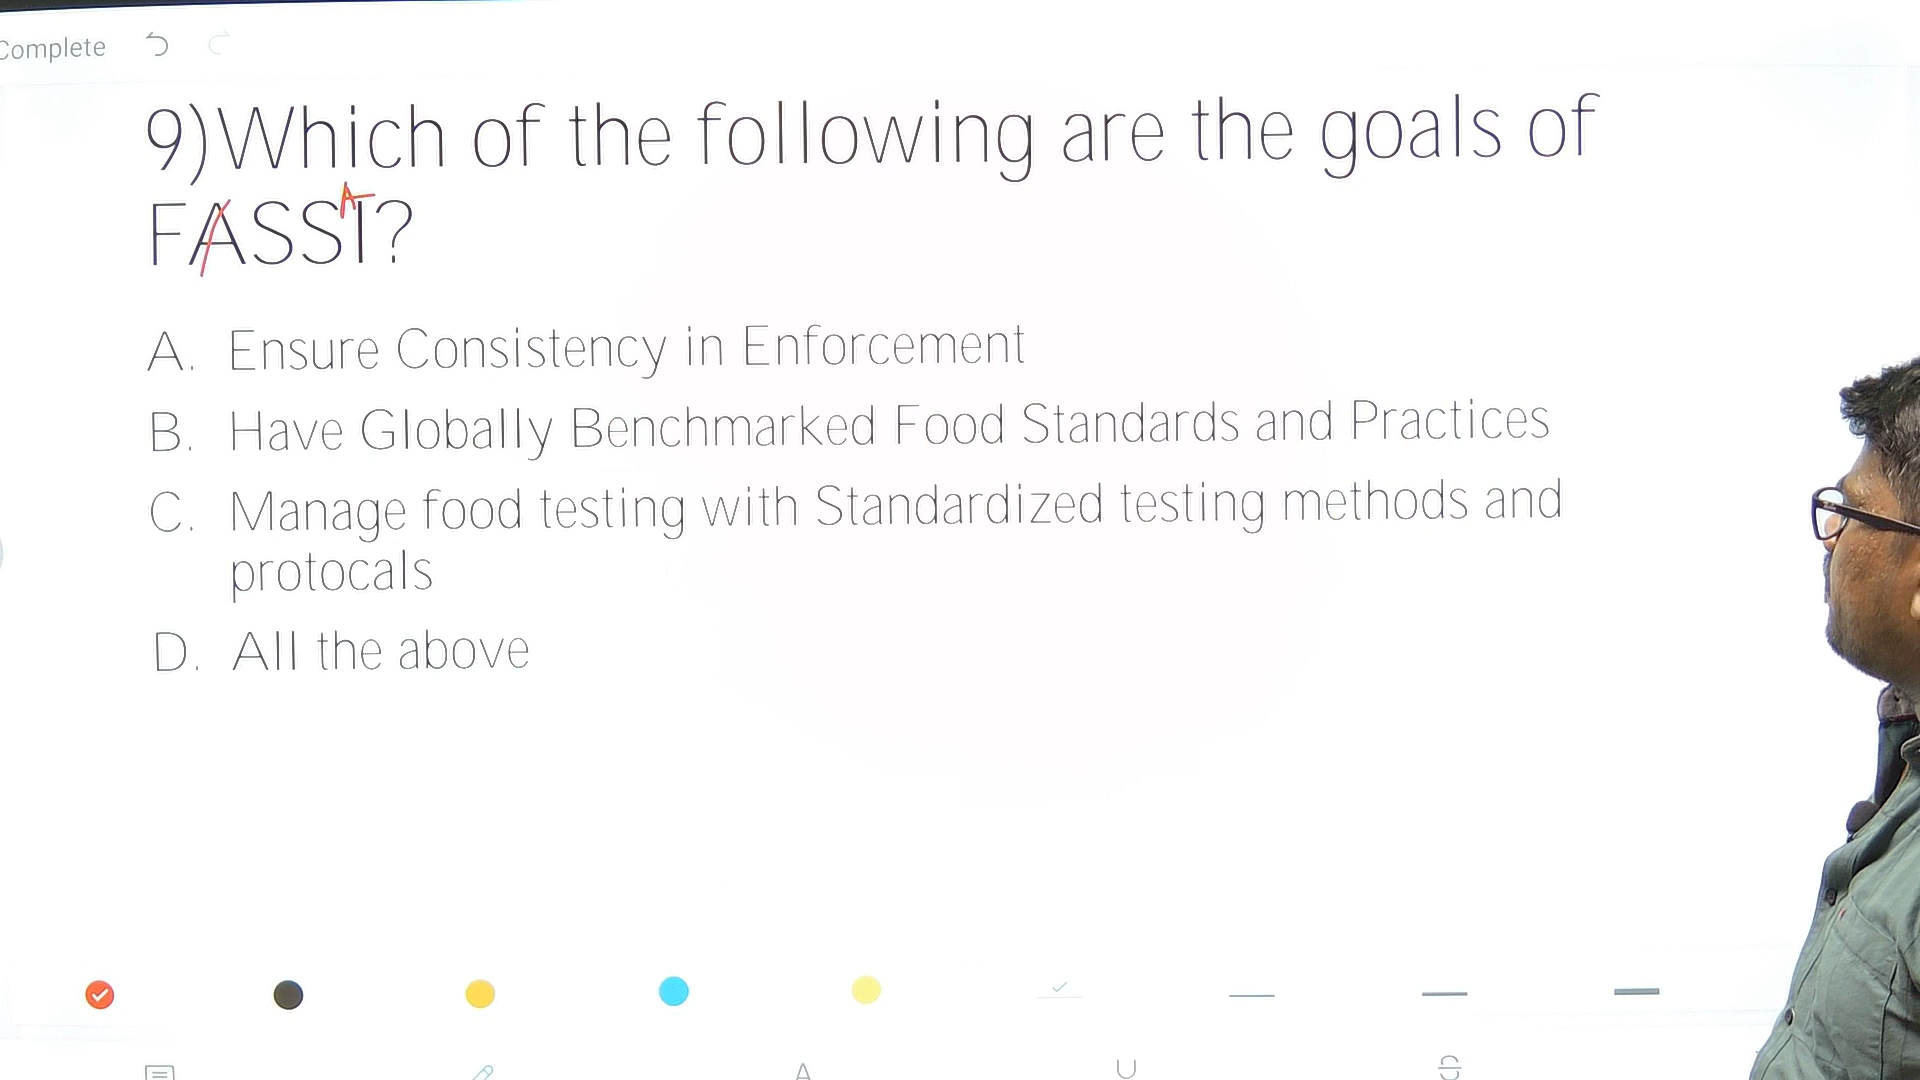 Complete
9)Which of the following are the goals of
FASSI?
A
A. Ensure Consistency in Enforcement
B. Have Globally Benchmarked Food Standards and Practices
C. Manage food testing with Standardized testing methods and
protocals
D. All the above
A U S